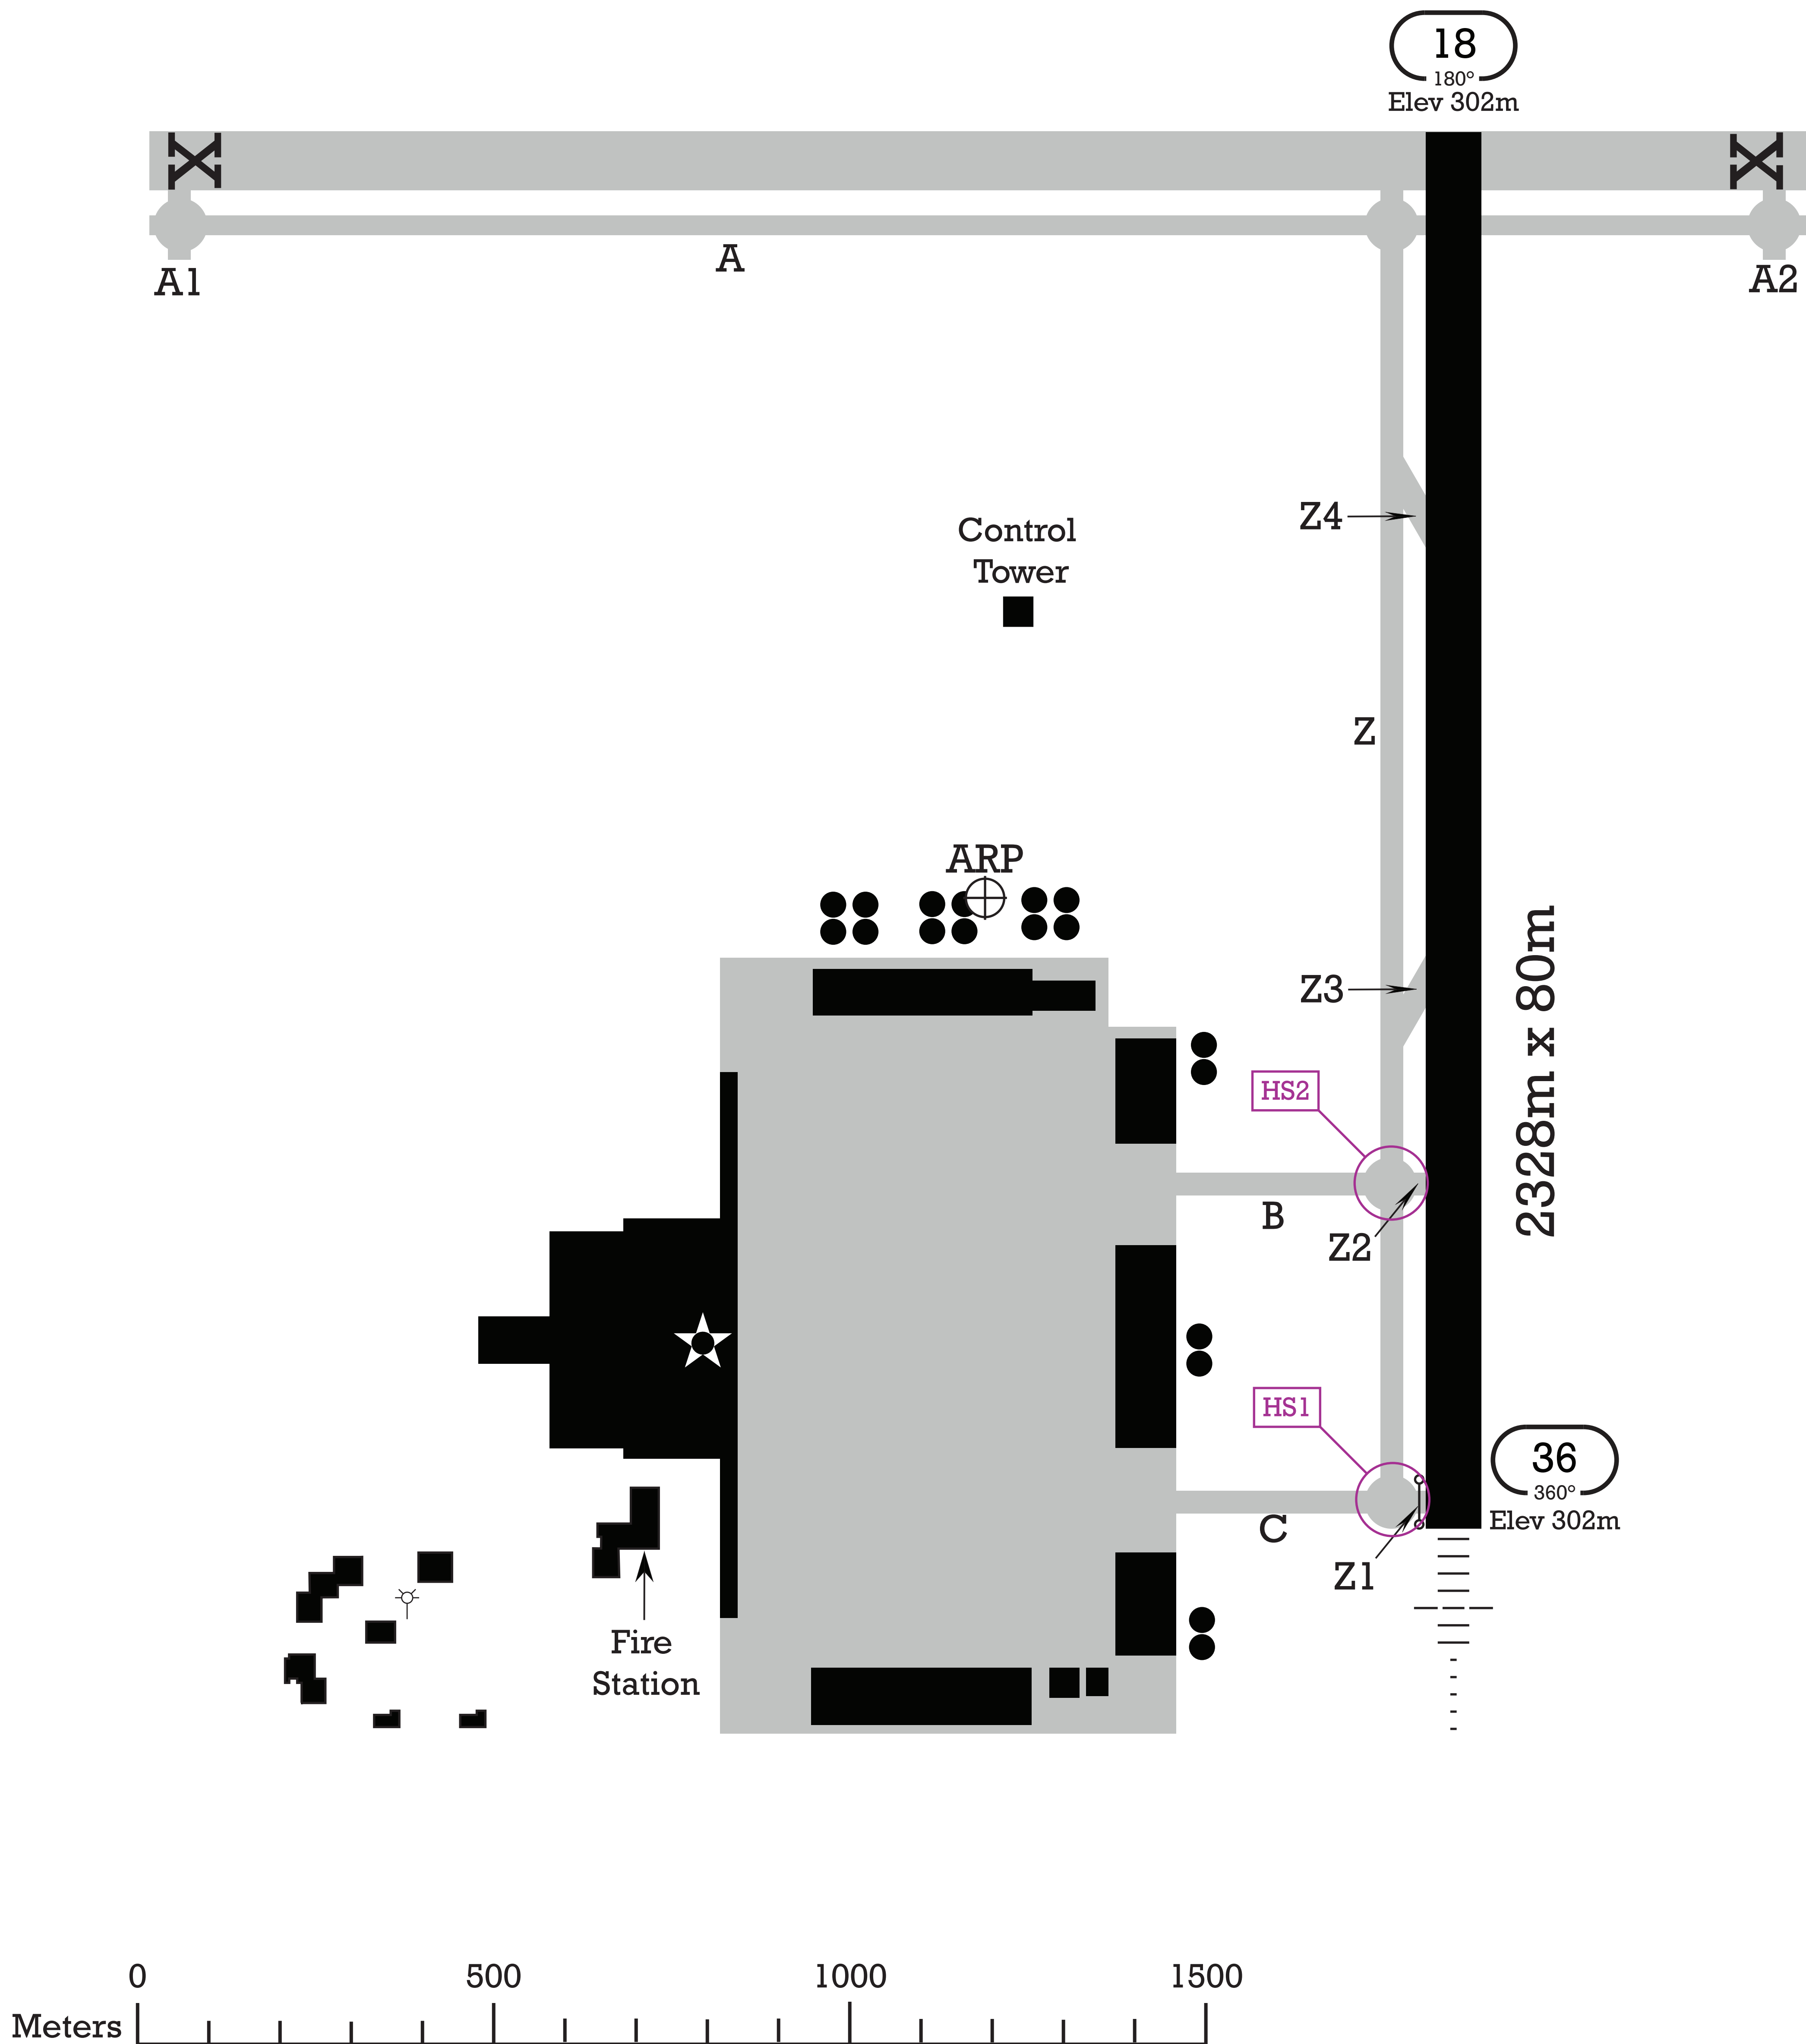 18
180°
Elev 302m
A
A1
A2
Z4
Control
Tower
Z
ARP
Z3
2328m x 80m
HS2
B
Z2
HS1
36
360°
Elev 302m
C
Z1
Fire
Station
0 500 1000 1500
Meters